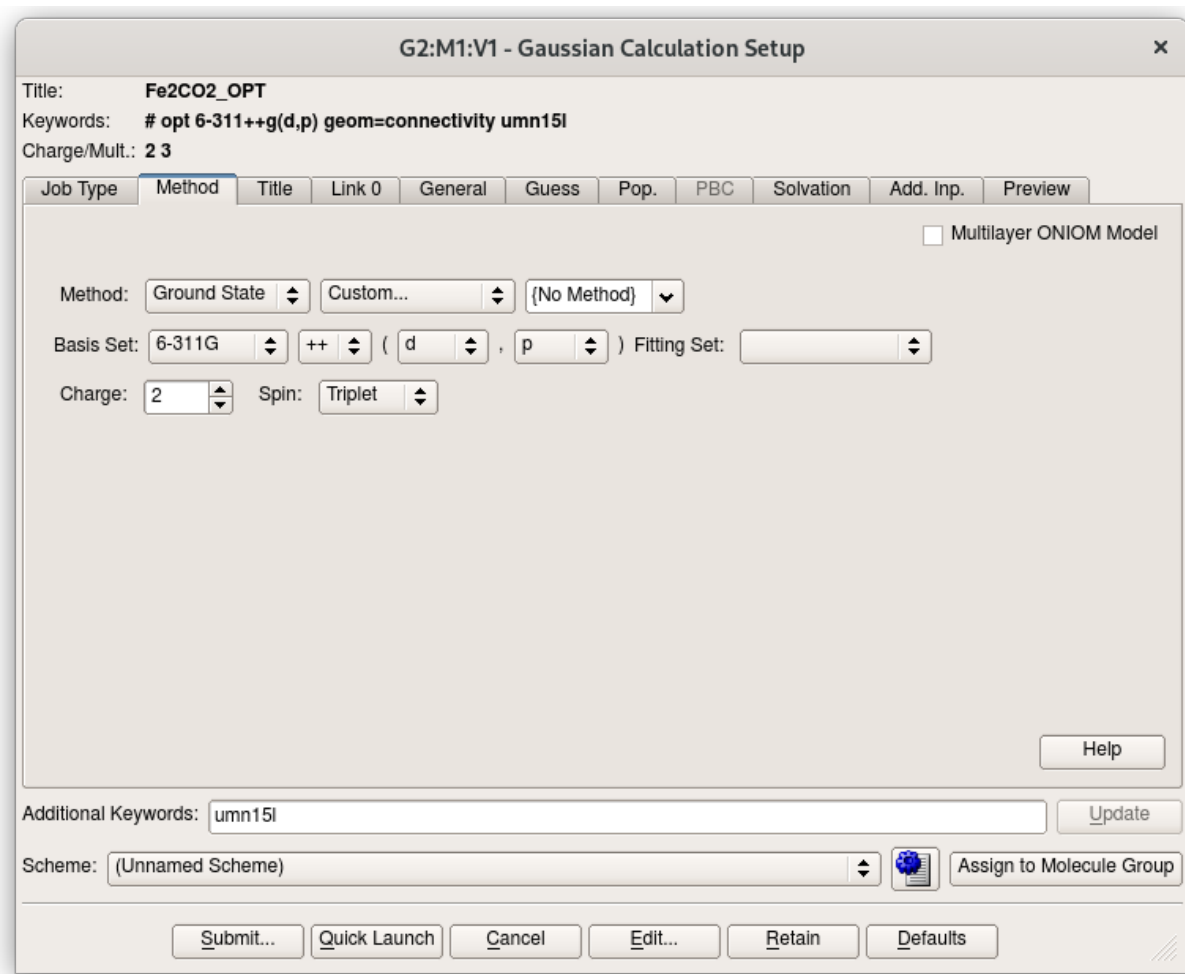 G2:M1:V1 - Gaussian Calculation Setup ×
Title: Fe2CO2_OPT
Keywords: # opt 6-311++g(d,p) geom=connectivity umn15l
Charge/Mult.: 2 3
Job Type Method Title Link 0 General Guess Pop. PBC Solvation Add. Inp. Preview
Multilayer ONIOM Model
Method: Ground State Custom... {No Method}
Basis Set: 6-311G ++ ( d , p ) Fitting Set:
Charge: 2 Spin: Triplet
Help
Additional Keywords: umn15l Update
Scheme: (Unnamed Scheme) Assign to Molecule Group
Submit... Quick Launch Cancel Edit... Retain Defaults